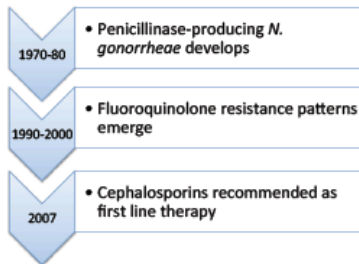 1970-80
• Penicillinase-producing N.
gonorrheae develops
1990-2000
• Fluoroquinolone resistance patterns
emerge
2007
• Cephalosporins recommended as
first line therapy